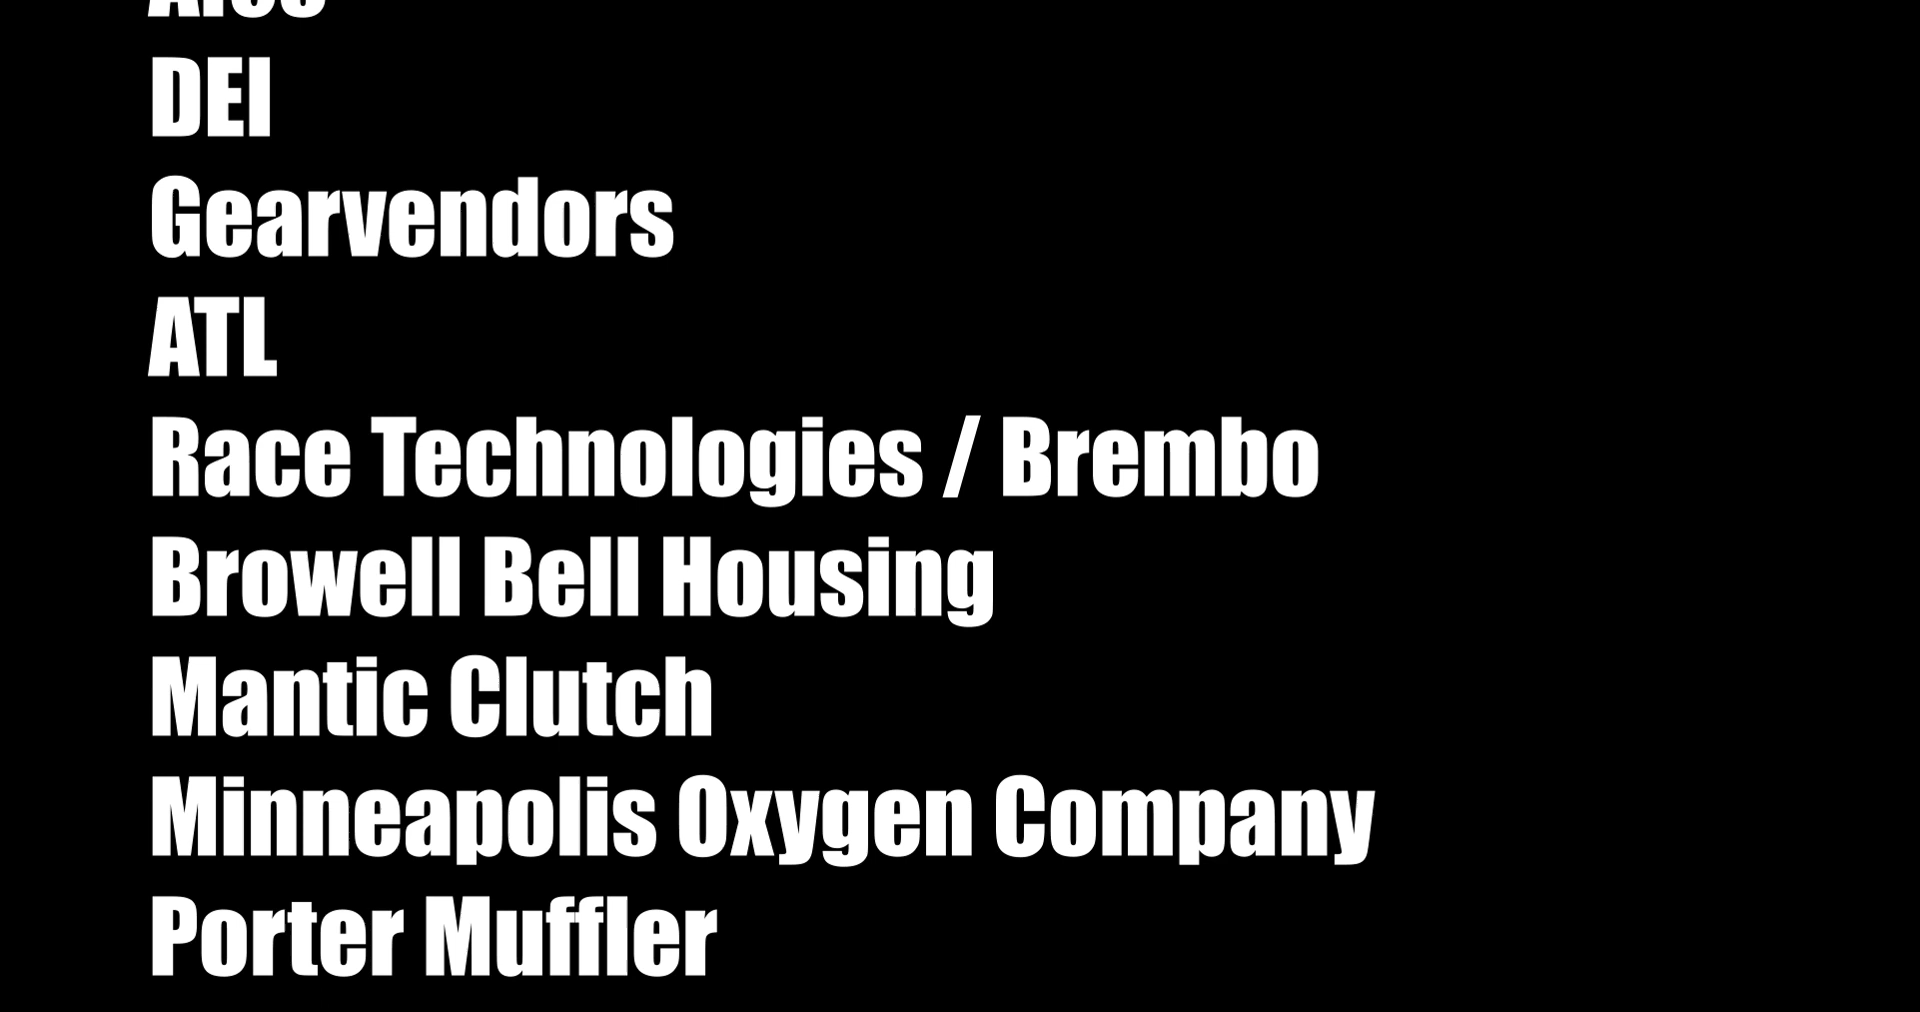 DEI
Gearvendors
ATL
Race Technologies / Brembo
Browell Bell Housing
Mantic Clutch
Minneapolis Oxygen Company
Porter Muffler